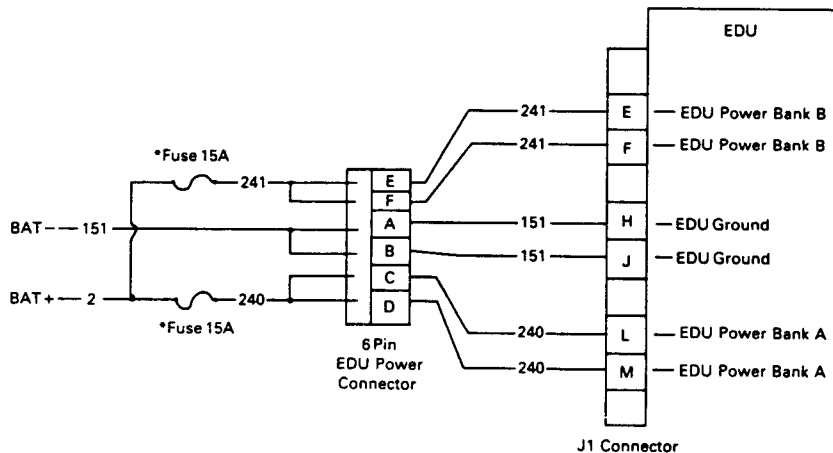 EDU
241 E EDU Power Bank B
241 F EDU Power Bank B
*Fuse 15A
241 E
F
BAT- 151 A 151 H EDU Ground
B 151 J EDU Ground
C
BAT+ 2 240 D
*Fuse 15A
240 L EDU Power Bank A
240 M EDU Power Bank A
6 Pin
EDU Power
Connector
J1 Connector